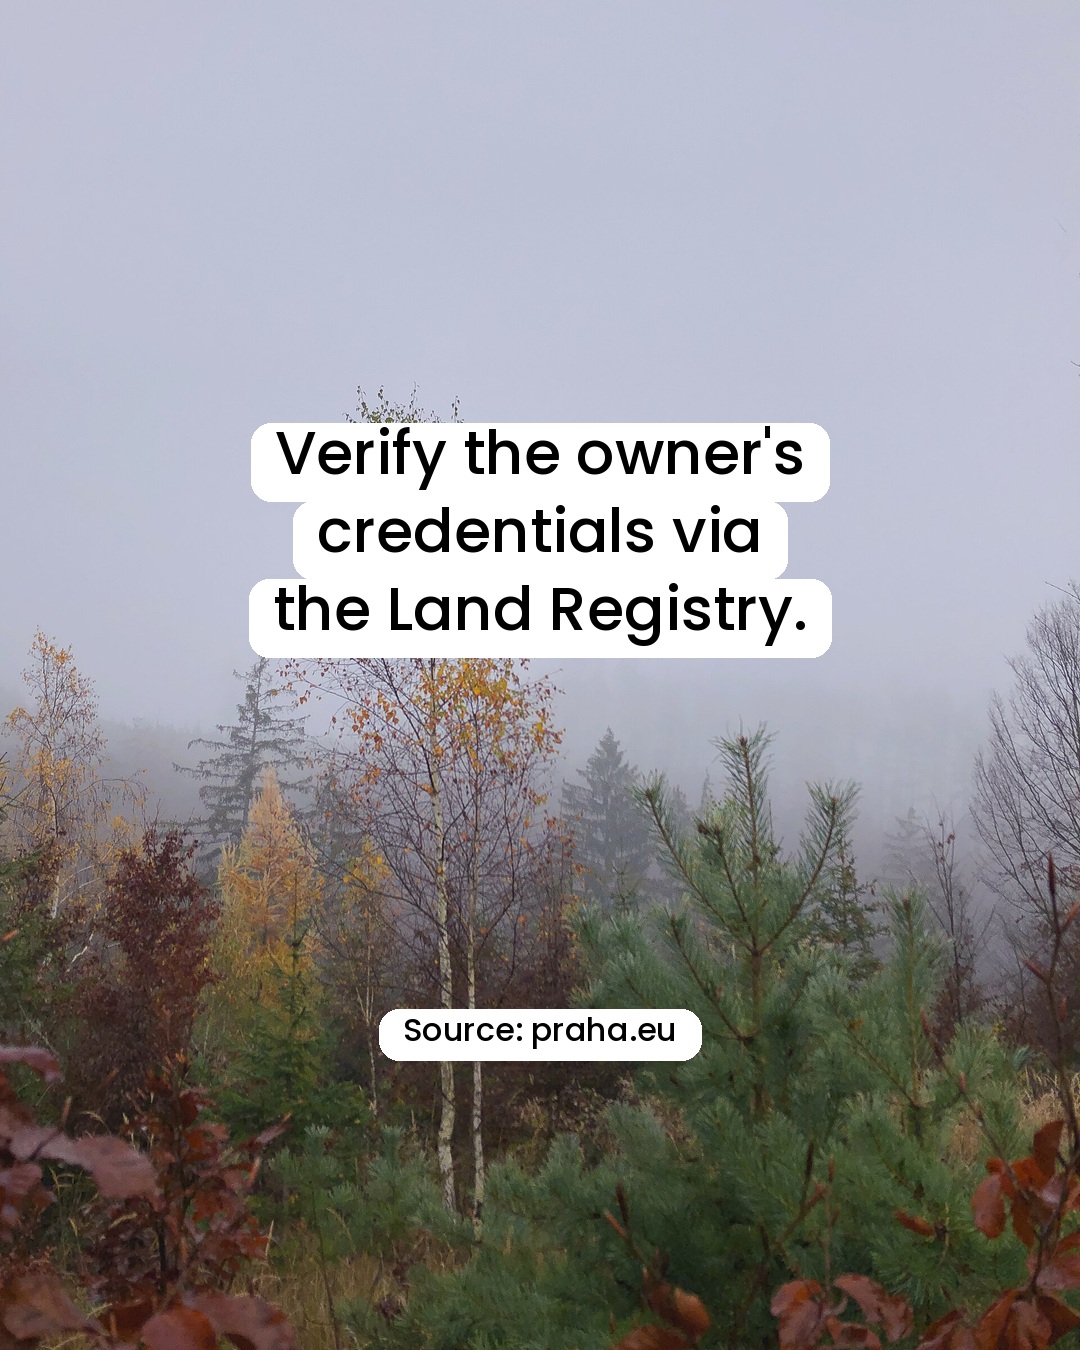 Verify the owner's
credentials via
the Land Registry.
Source: praha.eu